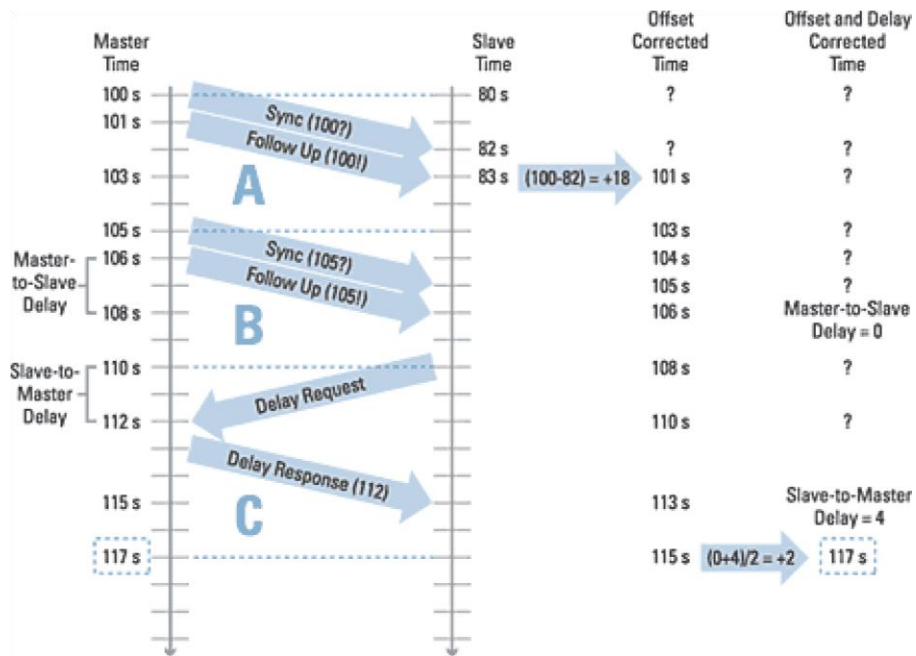 Master
Time
Slave
Time
Offset
Corrected
Time
Offset and Delay
Corrected
Time
100 s
80 s
?
?
101 s
Sync (100?)
Follow Up (100!)
82 s
?
?
103 s
A
83 s
(100-82) = +18
101 s
?
105 s
103 s
?
Master-
to-Slave
Delay
106 s
Sync (105?)
Follow Up (105!)
104 s
?
105 s
?
108 s
B
106 s
Master-to-Slave
Delay = 0
Slave-to-
Master
Delay
110 s
108 s
?
Delay Request
112 s
110 s
?
Delay Response (112)
C
115 s
113 s
Slave-to-Master
Delay = 4
117 s
115 s
(0+4)/2 = +2
117 s